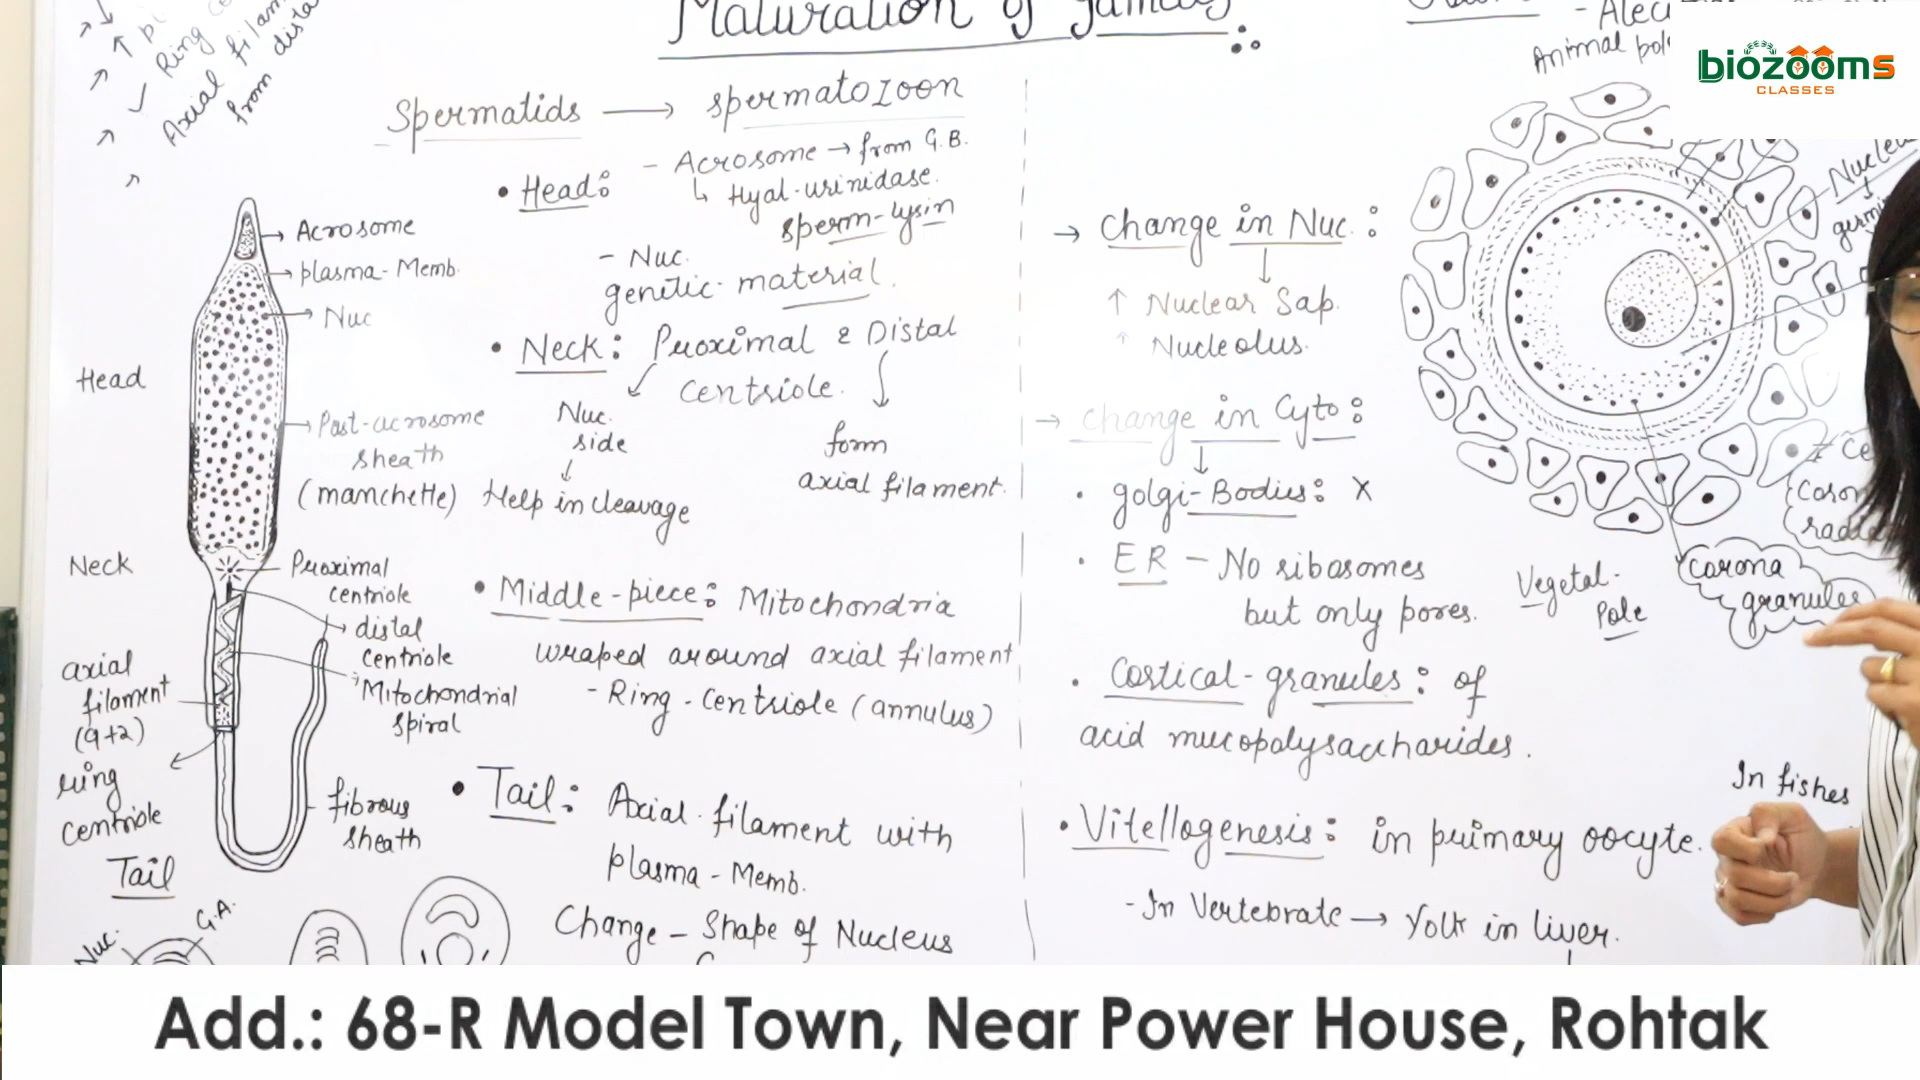 Maturation of
biozooms
CLASSES
Animal
Ring
Axial
from dista
Spermatids → spermatozoon
• Head:
- Acrosome → from G.B.
↳ Hyal-urinidase.
sperm-lysin
- Nuc.
genetic-material.
• Neck: Proximal & Distal
centriole.
Nuc.
side
↓
Help in cleavage
form
axial filament.
• Middle-piece: Mitochondria
wraped around axial filament
- Ring-Centriole (annulus)
• Tail: Axial filament with
plasma-Memb.
Change - Shape of Nucleus
Acrosome
plasma-Memb.
Nuc
Head
Post-acrosome
sheath
(manchette)
Neck
Proximal
centriole
distal
centriole
Mitochondrial
spiral
axial
filament
(9+2)
ring
centriole
Tail
fibrous
sheath
Nuc.
G.A.
→ Change in Nuc.:
↑ Nuclear Sap.
↑ Nucleolus.
→ Change in Cyto:
• golgi-Bodies: X
• ER - No ribosomes
but only pores.
• Cortical-granules: of
acid mucopolysaccharides.
• Vitellogenesis: in primary oocyte.
- In Vertebrate → Yolk in liver.
Vegetal-
Pole
Corona
granules
In fishes
Add.: 68-R Model Town, Near Power House, Rohtak